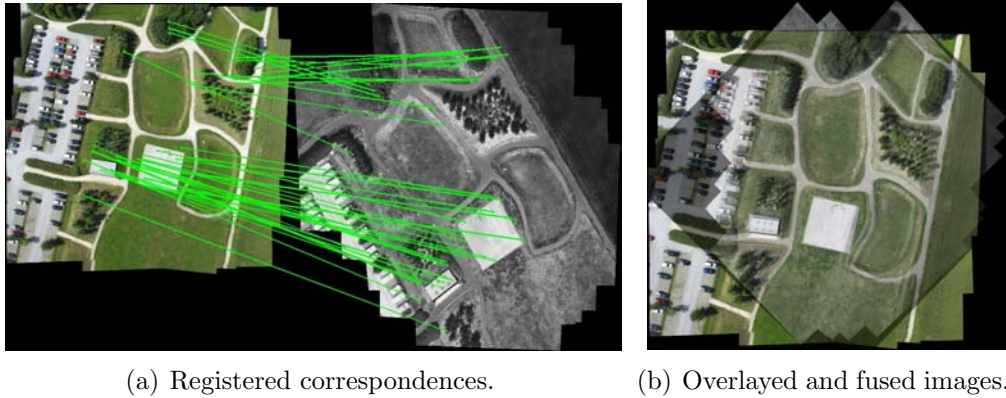 (a) Registered correspondences.
(b) Overlayed and fused images.